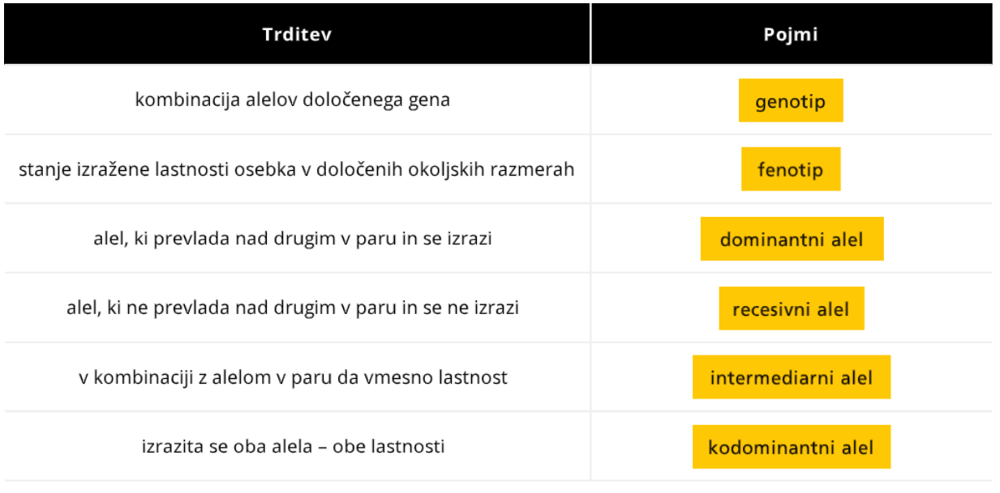 Trditev Pojmi
kombinacija alelov določenega gena genotip
stanje izražene lastnosti osebka v določenih okoljskih razmerah fenotip
alel, ki prevlada nad drugim v paru in se izrazi dominantni alel
alel, ki ne prevlada nad drugim v paru in se ne izrazi recesivni alel
v kombinaciji z alelom v paru da vmesno lastnost intermediarni alel
izrazita se oba alela – obe lastnosti kodominantni alel